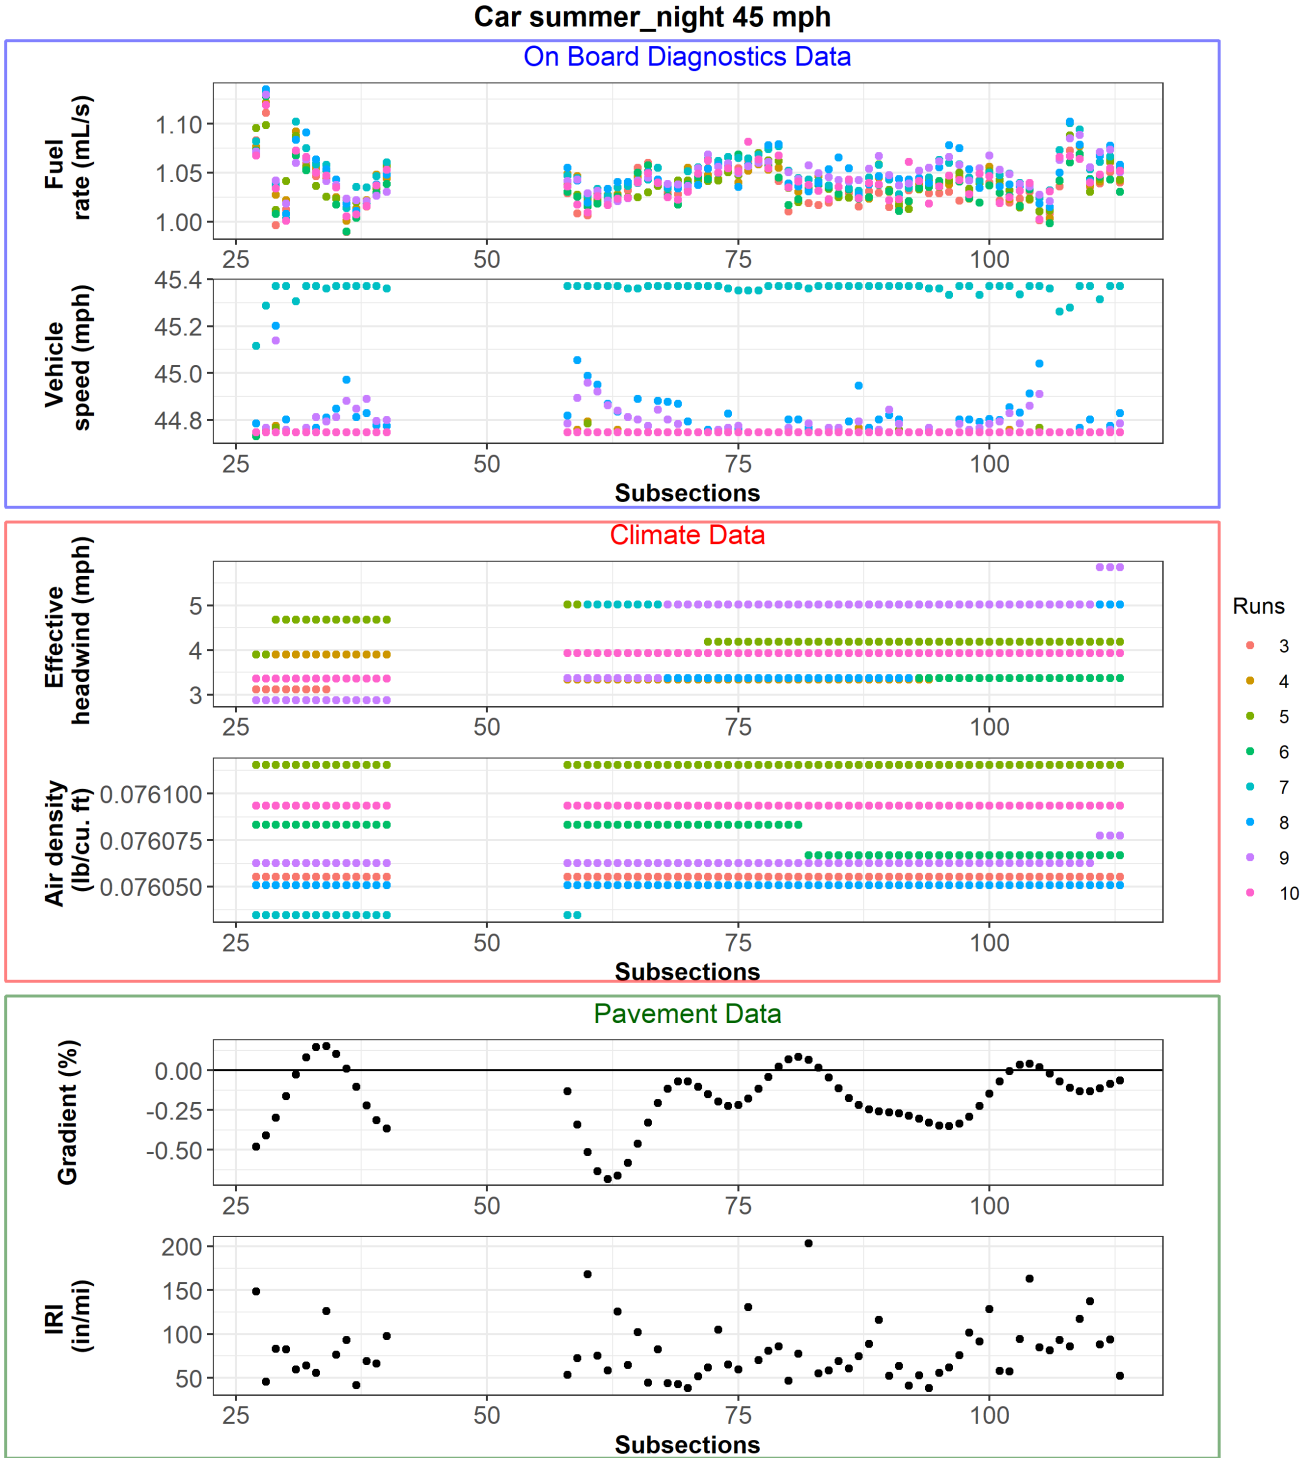 Car summer_night 45 mph
On Board Diagnostics Data
Fuel
rate (mL/s)
1.10
1.05
1.00
25 50 75 100
Vehicle
speed (mph)
45.4
45.2
45.0
44.8
25 50 75 100
Subsections
Climate Data
Effective
headwind (mph)
5
4
3
25 50 75 100
Air density
(lb/cu. ft)
0.076100
0.076075
0.076050
25 50 75 100
Subsections
Runs
3
4
5
6
7
8
9
10
Pavement Data
Gradient (%)
0.00
-0.25
-0.50
25 50 75 100
IRI
(in/mi)
200
150
100
50
25 50 75 100
Subsections